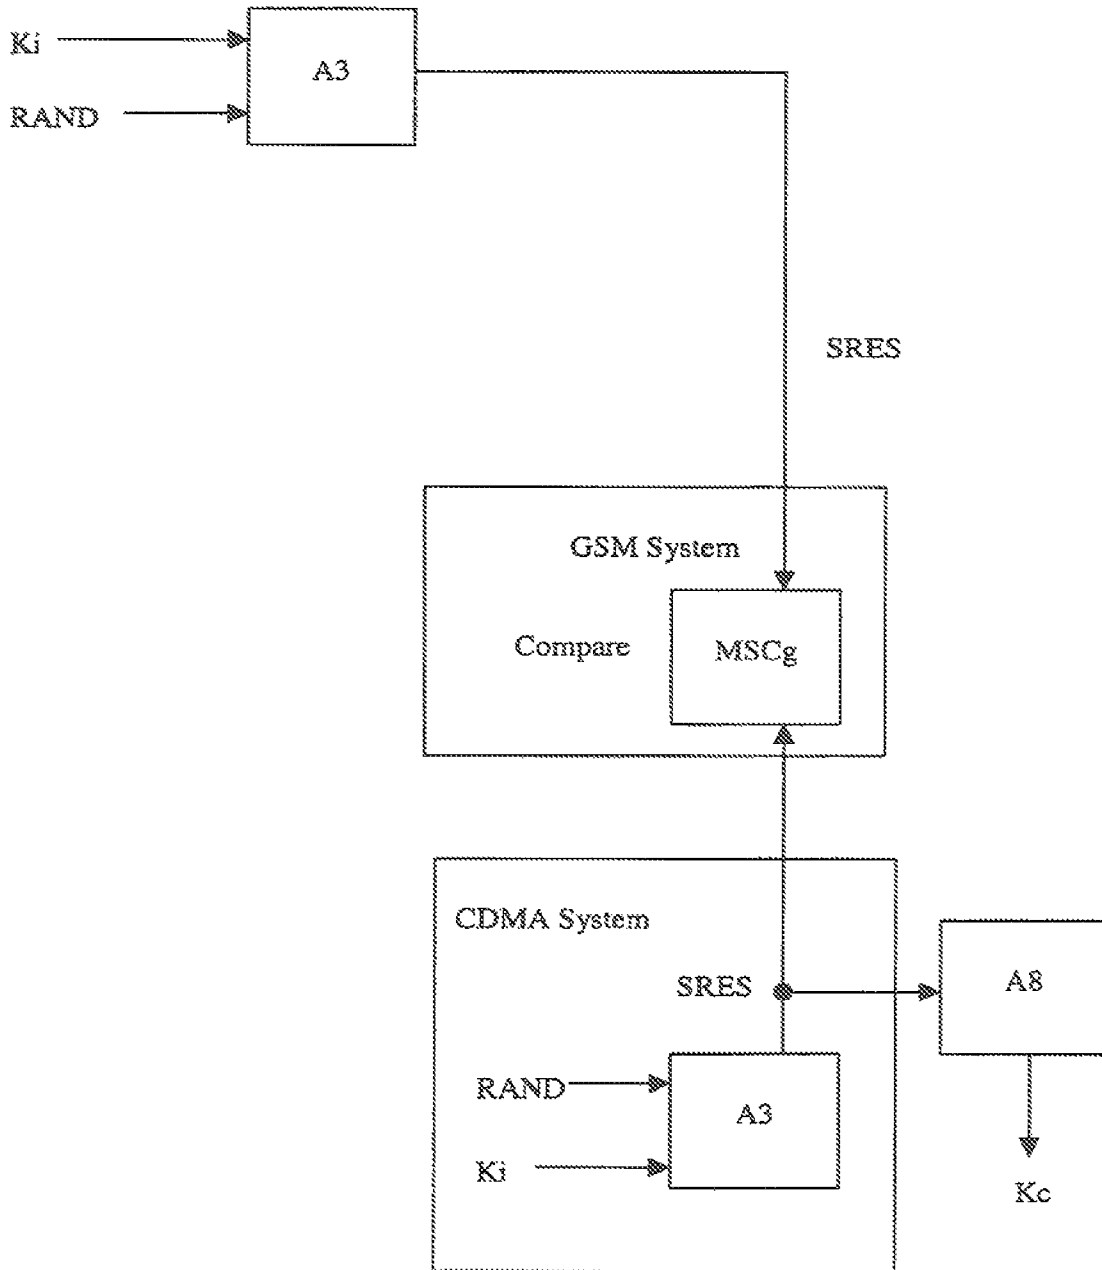 Ki
A3
RAND
SRES
GSM System
Compare
MSCg
CDMA System
SRES
A8
RAND
A3
Ki
Kc